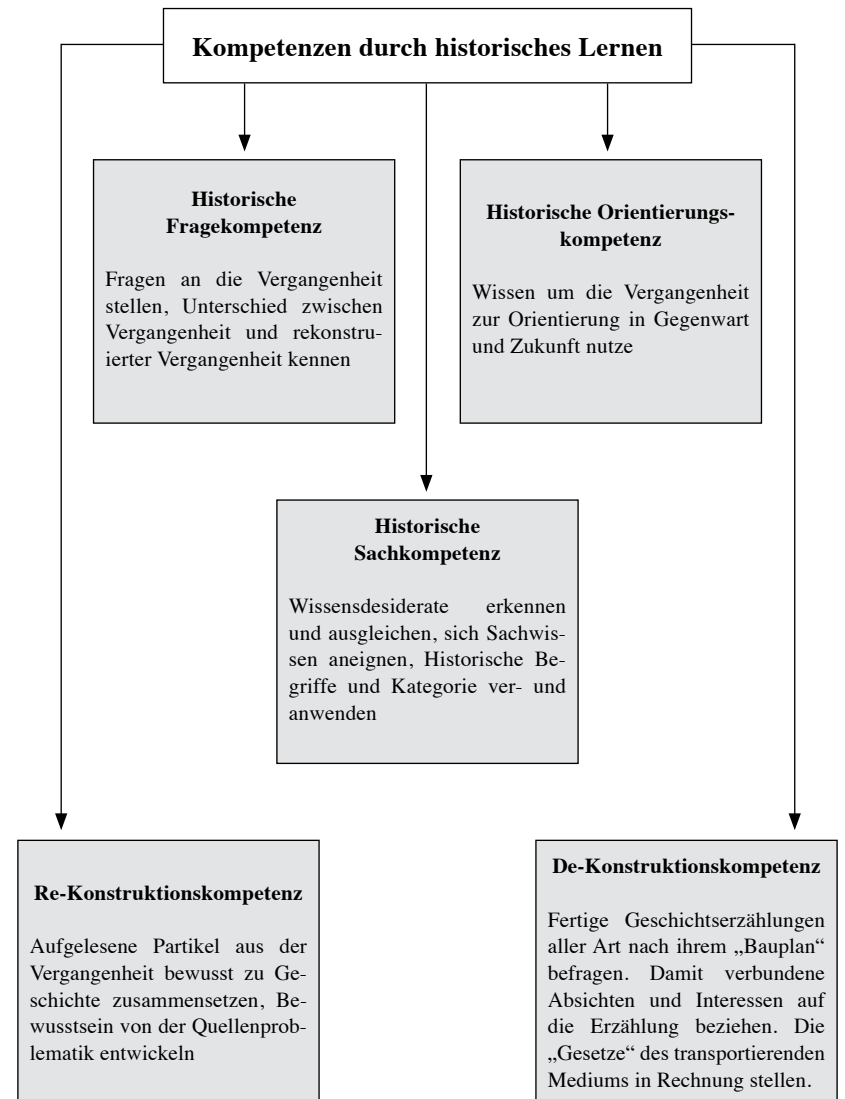 Kompetenzen durch historisches Lernen
Historische
Fragekompetenz
Fragen an die Vergangenheit
stellen, Unterschied zwischen
Vergangenheit und rekonstru-
ierter Vergangenheit kennen
Historische Orientierungs-
kompetenz
Wissen um die Vergangenheit
zur Orientierung in Gegenwart
und Zukunft nutze
Historische
Sachkompetenz
Wissensdesiderate erkennen
und ausgleichen, sich Sachwis-
sen aneignen, Historische Be-
griffe und Kategorie ver- und
anwenden
Re-Konstruktionskompetenz
Aufgelesene Partikel aus der
Vergangenheit bewusst zu Ge-
schichte zusammensetzen, Be-
wusstsein von der Quellenprob-
lematik entwickeln
De-Konstruktionskompetenz
Fertige Geschichtserzählungen
aller Art nach ihrem „Bauplan“
befragen. Damit verbundene
Absichten und Interessen auf
die Erzählung beziehen. Die
„Gesetze“ des transportierenden
Mediums in Rechnung stellen.